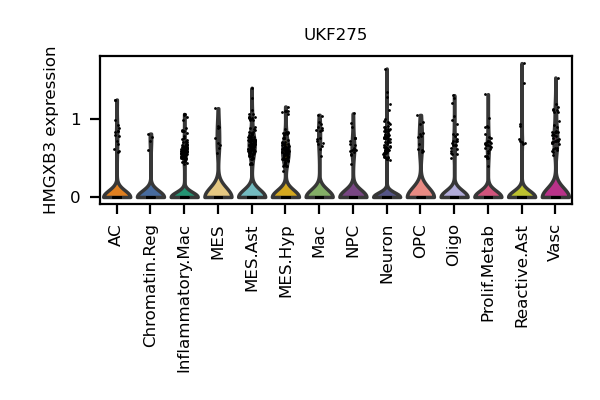 UKF275
HMGXB3 expression
1
0
AC
Chromatin.Reg
Inflammatory.Mac
MES
MES.Ast
MES.Hyp
Mac
NPC
Neuron
OPC
Oligo
Prolif.Metab
Reactive.Ast
Vasc